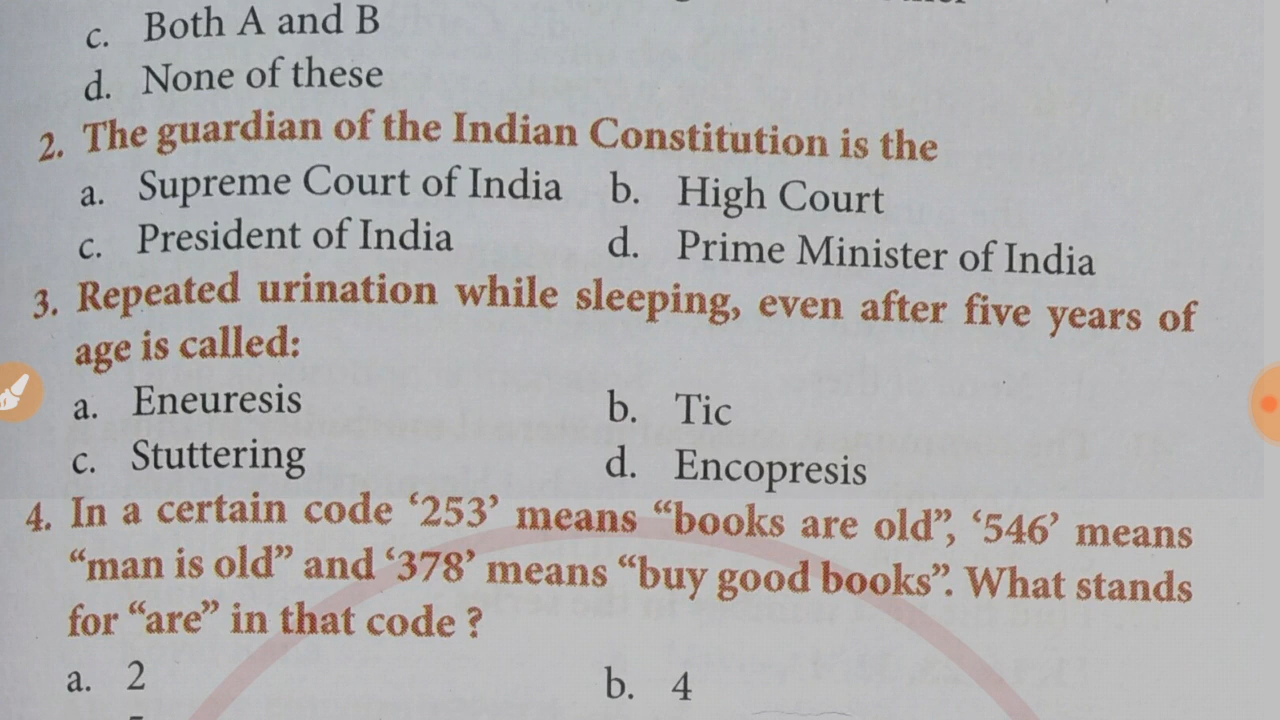 c. Both A and B
d. None of these
2. The guardian of the Indian Constitution is the
a. Supreme Court of India b. High Court
c. President of India d. Prime Minister of India
3. Repeated urination while sleeping, even after five years of
age is called:
a. Eneuresis b. Tic
c. Stuttering d. Encopresis
4. In a certain code ‘253’ means “books are old”, ‘546’ means
“man is old” and ‘378’ means “buy good books”. What stands
for “are” in that code ?
a. 2 b. 4